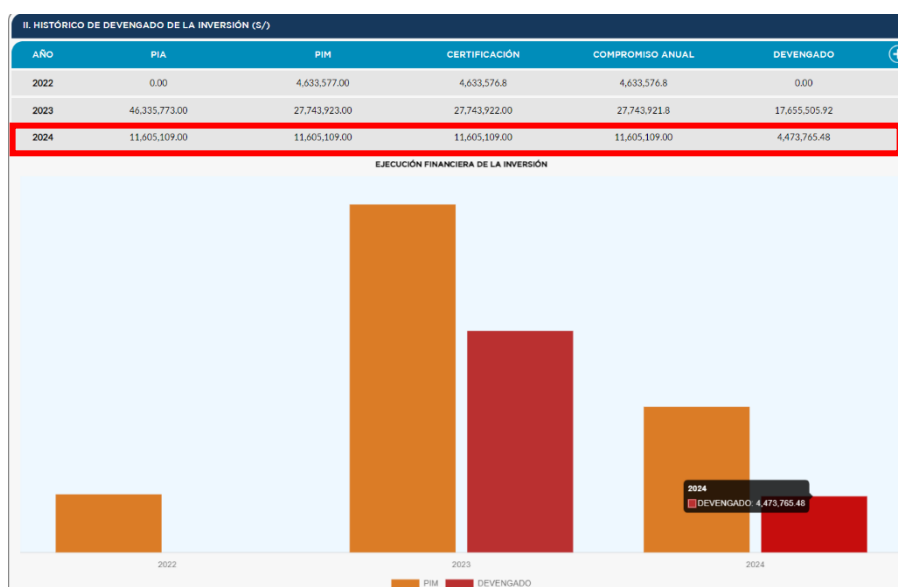 II. HISTÓRICO DE DEVENGADO DE LA INVERSIÓN (S/)
AÑO PIA PIM CERTIFICACIÓN COMPROMISO ANUAL DEVENGADO
2022 0.00 4,633,577.00 4,633,576.8 4,633,576.8 0.00
2023 46,335,773.00 27,743,923.00 27,743,922.00 27,743,921.8 17,655,505.92
2024 11,605,109.00 11,605,109.00 11,605,109.00 11,605,109.00 4,473,765.48
EJECUCIÓN FINANCIERA DE LA INVERSIÓN
2024
DEVENGADO: 4,473,765.48
2022 2023 2024
PIM DEVENGADO